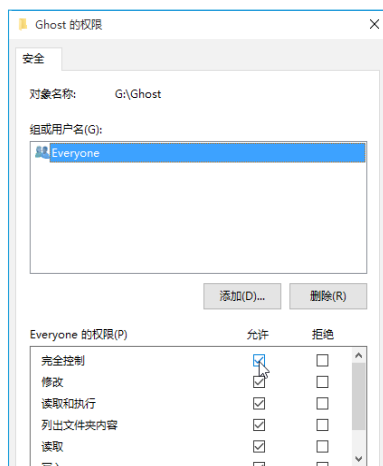 Ghost 的权限
安全
对象名称: G:\Ghost
组或用户名(G):
Everyone
添加(D)... 删除(R)
Everyone 的权限(P) 允许 拒绝
完全控制
修改
读取和执行
列出文件夹内容
读取